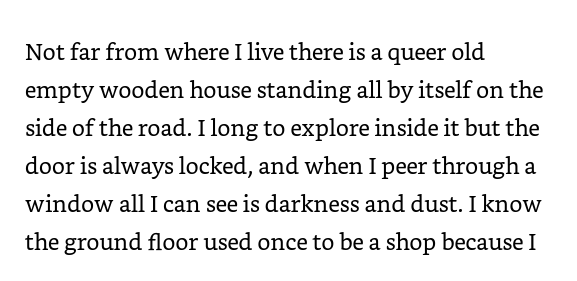 Not far from where I live there is a queer old
empty wooden house standing all by itself on the
side of the road. I long to explore inside it but the
door is always locked, and when I peer through a
window all I can see is darkness and dust. I know
the ground floor used once to be a shop because I